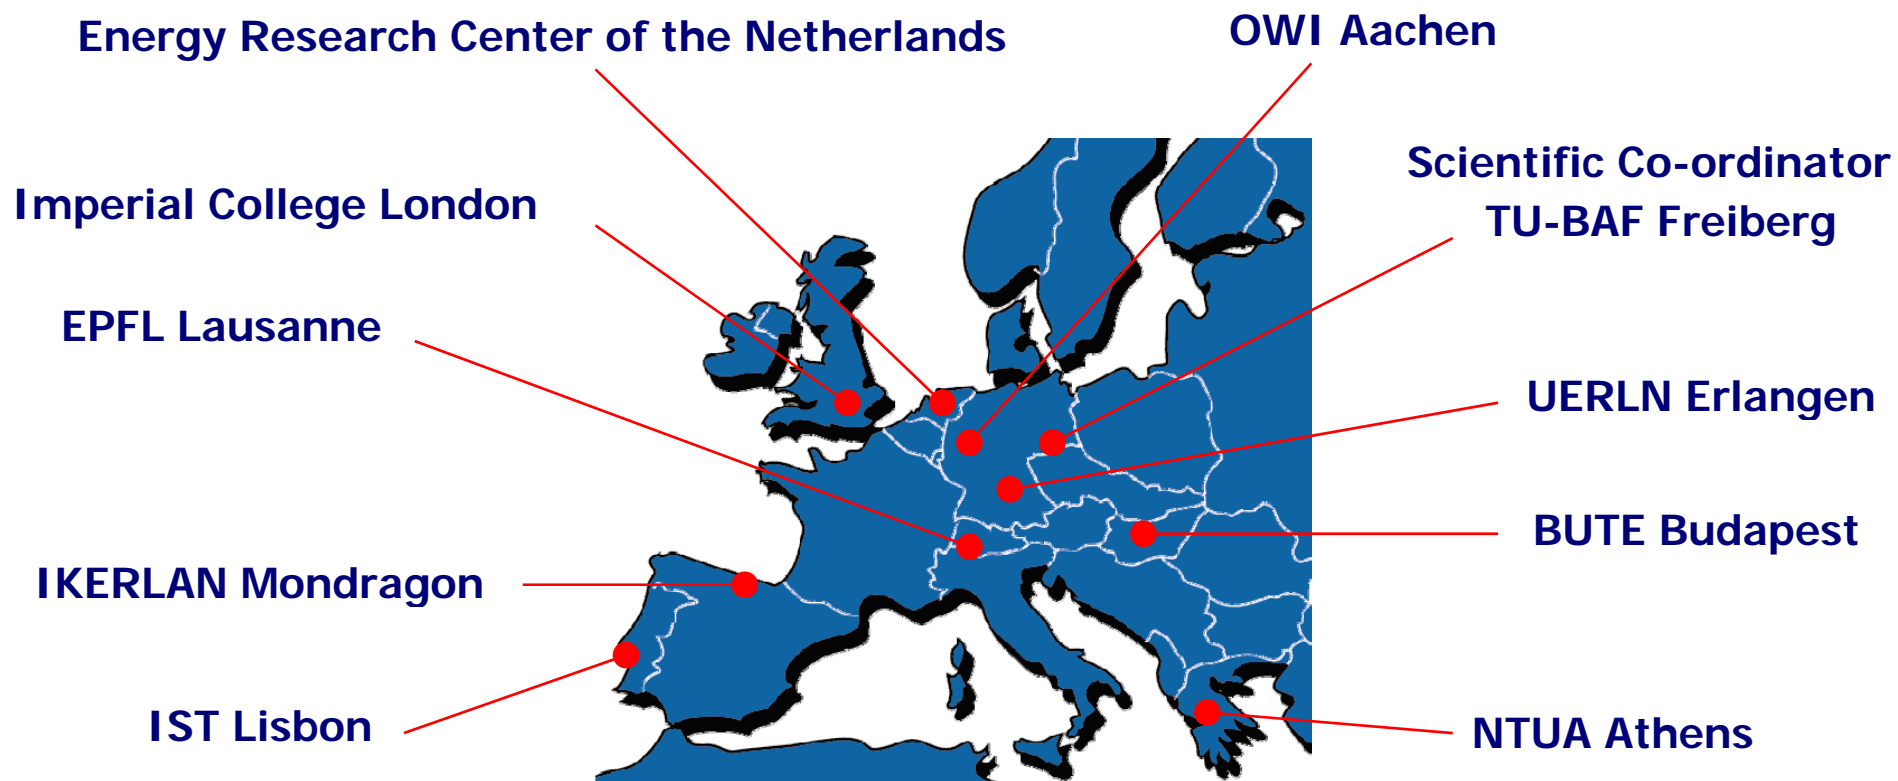 Energy Research Center of the Netherlands
OWI Aachen
Scientific Co-ordinator
TU-BAF Freiberg
Imperial College London
EPFL Lausanne
UERLN Erlangen
BUTE Budapest
IKERLAN Mondragon
IST Lisbon
NTUA Athens